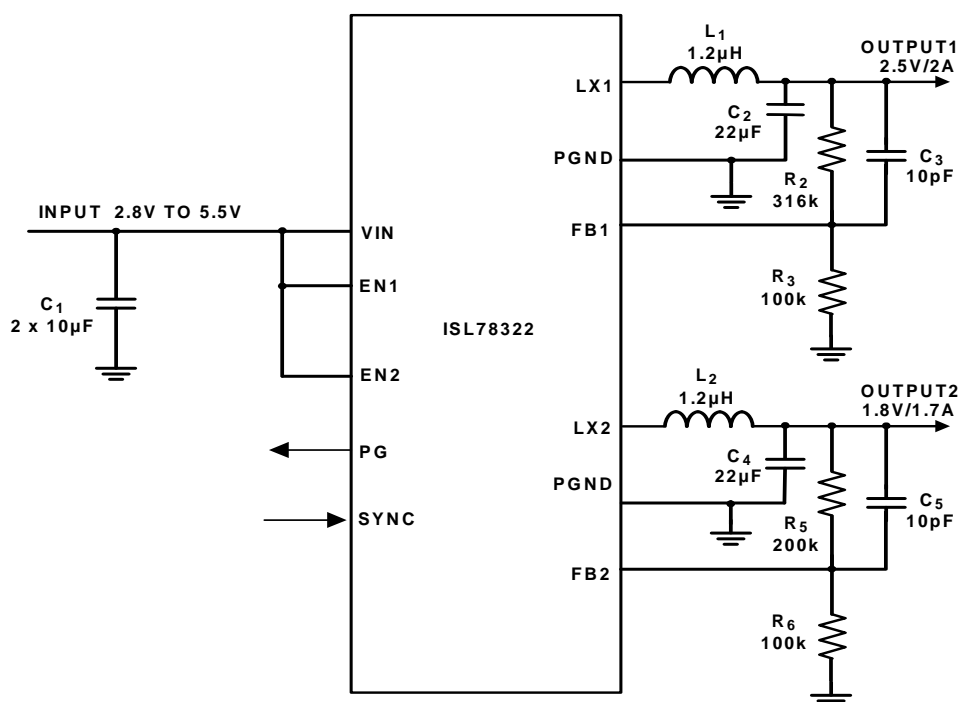 INPUT 2.8V TO 5.5V
C1
2 x 10µF
VIN
EN1
EN2
PG
SYNC
ISL78322
LX1
PGND
FB1
L1
1.2µH
C2
22µF
R2
316k
C3
10pF
R3
100k
OUTPUT1
2.5V/2A
LX2
PGND
FB2
L2
1.2µH
C4
22µF
R5
200k
C5
10pF
R6
100k
OUTPUT2
1.8V/1.7A